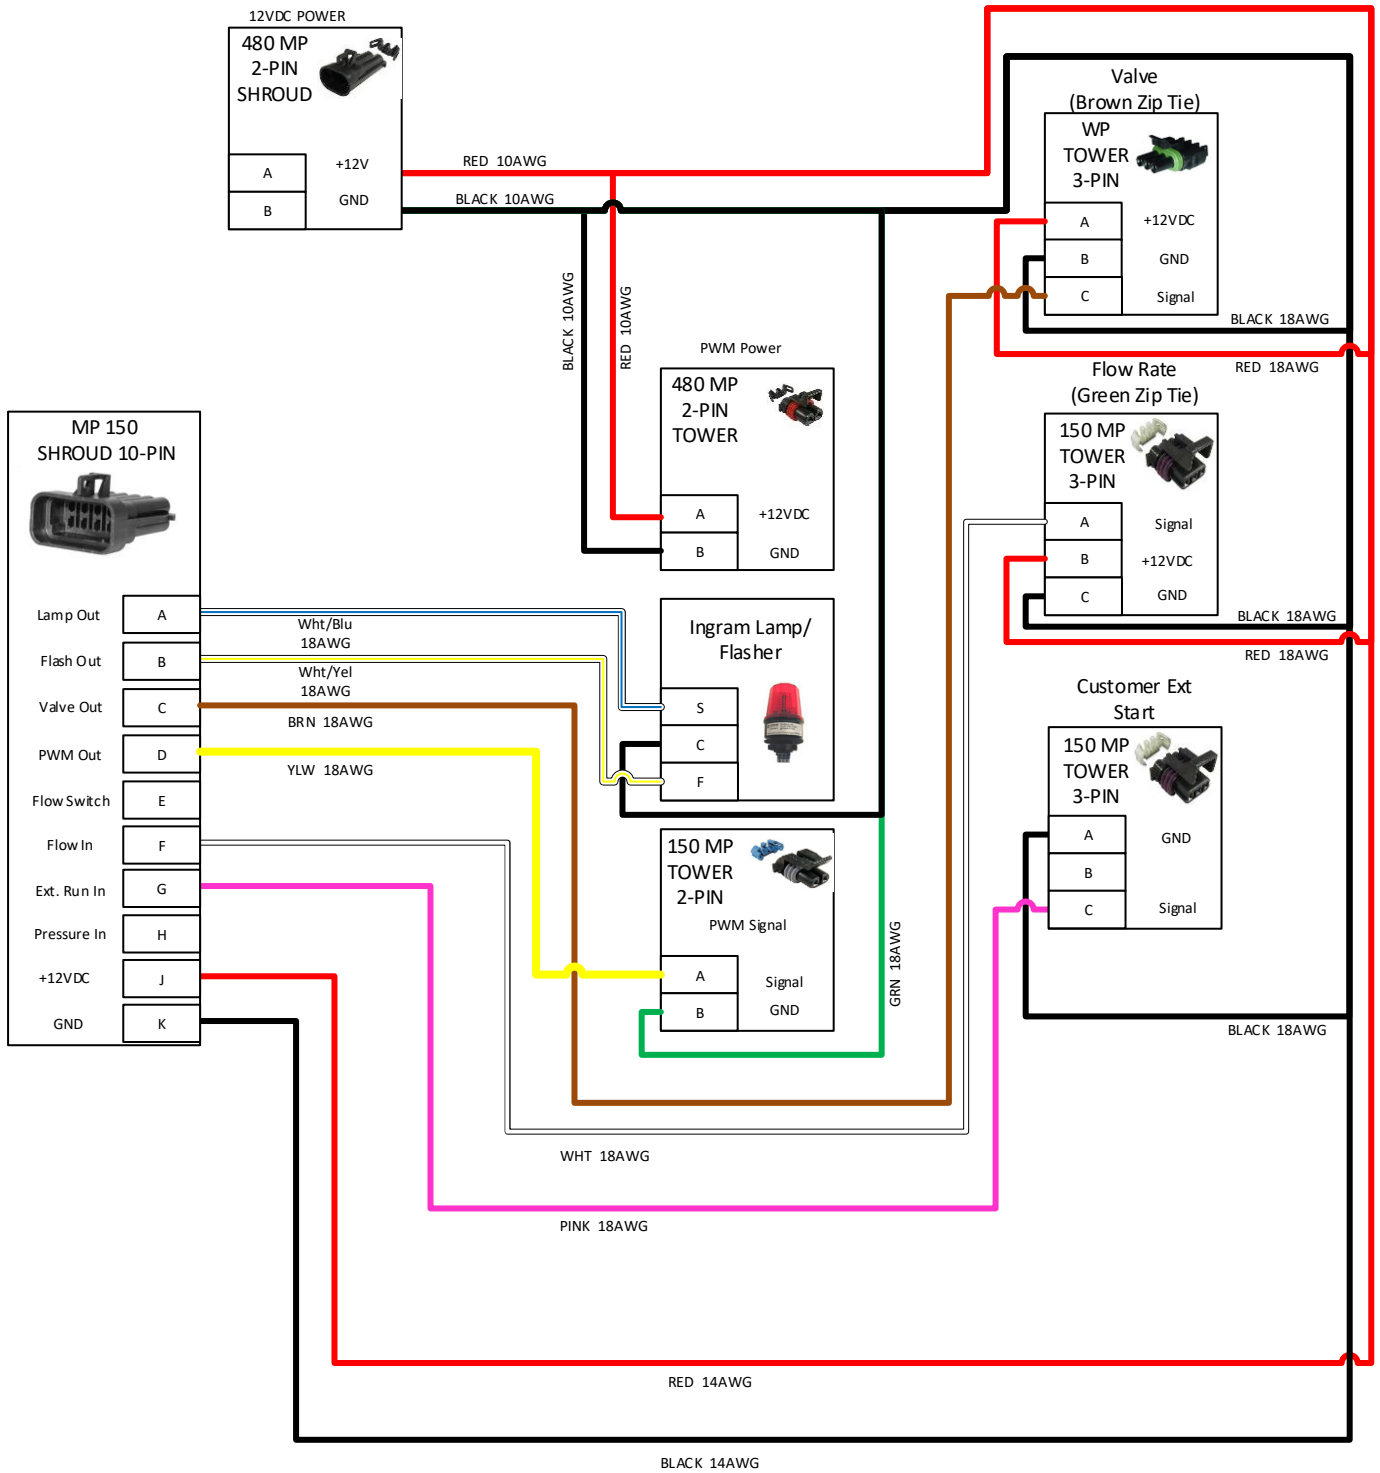 12VDC POWER
480 MP
2-PIN
SHROUD
+12V
A
GND
B
RED 10AWG
BLACK 10AWG
BLACK 10AWG
RED 10AWG
Valve
(Brown Zip Tie)
WP
TOWER
3-PIN
A
+12VDC
B
GND
C
Signal
BLACK 18AWG
RED 18AWG
PWM Power
480 MP
2-PIN
TOWER
A
+12VDC
B
GND
Flow Rate
(Green Zip Tie)
150 MP
TOWER
3-PIN
A
Signal
B
+12VDC
C
GND
BLACK 18AWG
RED 18AWG
MP 150
SHROUD 10-PIN
Lamp Out
A
Flash Out
B
Valve Out
C
PWM Out
D
Flow Switch
E
Flow In
F
Ext. Run In
G
Pressure In
H
+12VDC
J
GND
K
Wht/Blu
18AWG
Wht/Yel
18AWG
BRN 18AWG
YLW 18AWG
Ingram Lamp/
Flasher
S
C
F
150 MP
TOWER
2-PIN
PWM Signal
A
Signal
B
GND
GRN 18AWG
Customer Ext
Start
150 MP
TOWER
3-PIN
A
GND
B
C
Signal
BLACK 18AWG
WHT 18AWG
PINK 18AWG
RED 14AWG
BLACK 14AWG